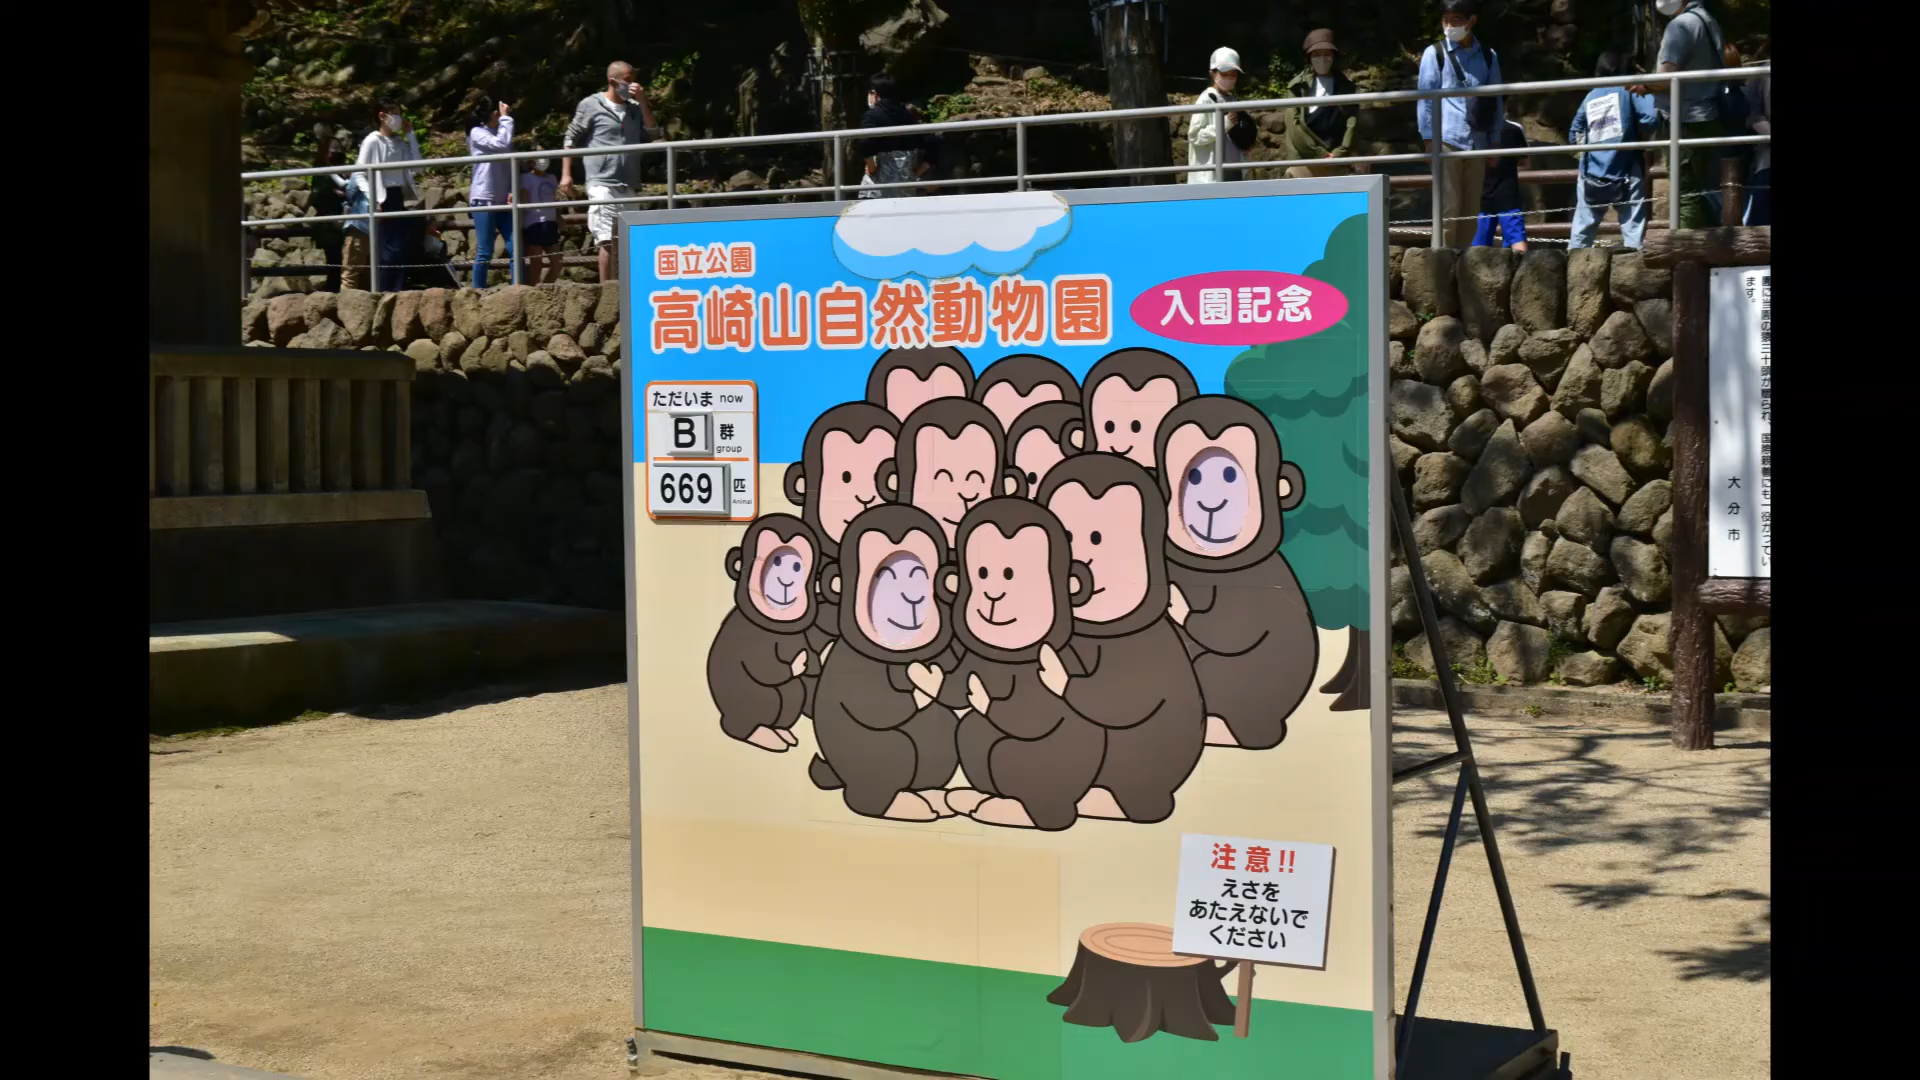 国立公園
高崎山自然動物園
入園記念
ただいま now
B 群
group
669 匹
Animal
注意!!
えさを
あたえないで
ください
ます。
大分市